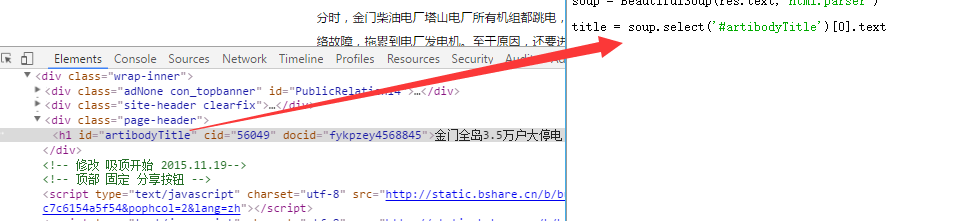 分时，金门柴油电厂塔山电厂所有机组都跳电，
络故障，拖累到电厂发电机。至于原因，还要进
Elements Console Sources Network Timeline Profiles Resources Security Audits
<div class="wrap-inner">
<div class="adNone con_topbanner" id="PublicRelation14">…</div>
<div class="site-header clearfix">…</div>
<div class="page-header">
<h1 id="artibodyTitle" cid="56049" docid="fykpzey4568845">金门全岛3.5万户大停电
</div>
<!-- 修改 吸顶开始 2015.11.19-->
<!-- 顶部 固定 分享按钮 -->
<script type="text/javascript" charset="utf-8" src="http://static.bshare.cn/b/b
c7c6154a5f54&pophcol=2&lang=zh"></script>
soup = BeautifulSoup(res.text, 'html.parser')
title = soup.select('#artibodyTitle')[0].text